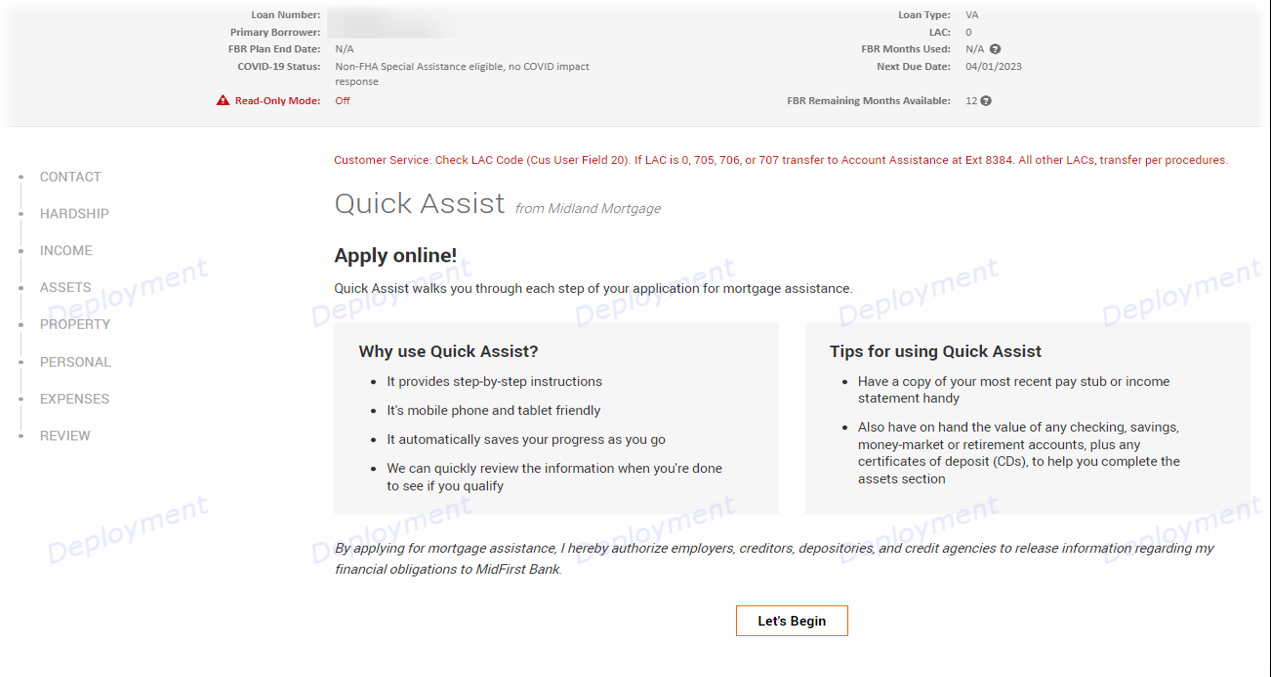 Loan Number:
Primary Borrower:
FBR Plan End Date: N/A
COVID-19 Status: Non-FHA Special Assistance eligible, no COVID impact
response
Read-Only Mode: Off
Loan Type: VA
LAC: 0
FBR Months Used: N/A ?
Next Due Date: 04/01/2023
FBR Remaining Months Available: 12 ?
CONTACT
HARDSHIP
INCOME
ASSETS
PROPERTY
PERSONAL
EXPENSES
REVIEW
Customer Service: Check LAC Code (Cus User Field 20). If LAC is 0, 705, 706, or 707 transfer to Account Assistance at Ext 8384. All other LACs, transfer per procedures.
Quick Assist from Midland Mortgage
Apply online!
Quick Assist walks you through each step of your application for mortgage assistance.
Why use Quick Assist?
• It provides step-by-step instructions
• It's mobile phone and tablet friendly
• It automatically saves your progress as you go
• We can quickly review the information when you're done
to see if you qualify
Tips for using Quick Assist
• Have a copy of your most recent pay stub or income
statement handy
• Also have on hand the value of any checking, savings,
money-market or retirement accounts, plus any
certificates of deposit (CDs), to help you complete the
assets section
By applying for mortgage assistance, I hereby authorize employers, creditors, depositories, and credit agencies to release information regarding my
financial obligations to MidFirst Bank.
Let's Begin
Deployment Deployment Deployment Deployment Deployment
Deployment Deployment Deployment Deployment Deployment